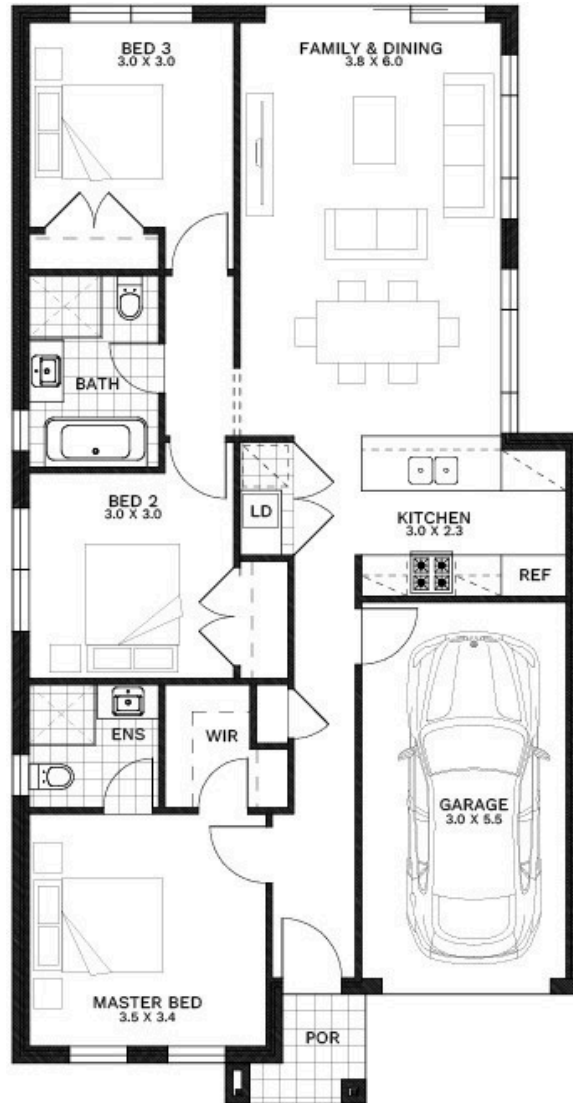 BED 3
3.0 X 3.0
FAMILY & DINING
3.8 X 6.0
BATH
BED 2
3.0 X 3.0
LD
KITCHEN
3.0 X 2.3
REF
ENS
WIR
GARAGE
3.0 X 5.5
MASTER BED
3.5 X 3.4
POR